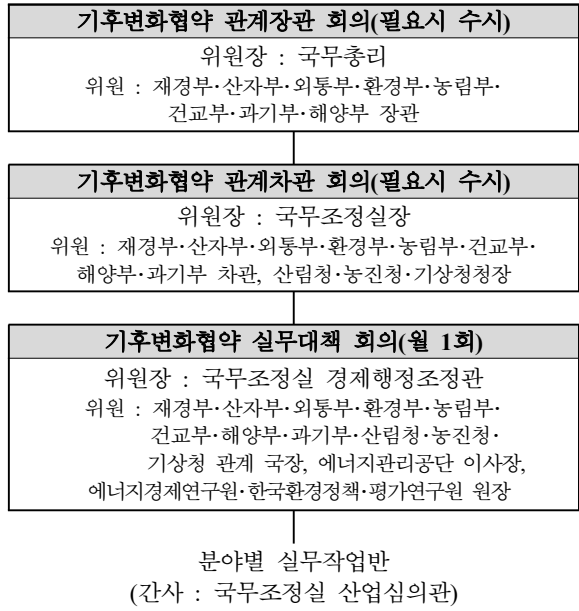 기후변화협약 관계장관 회의(필요시 수시)
위원장 : 국무총리
위원 : 재경부·산자부·외통부·환경부·농림부·
건교부·과기부·해양부 장관
기후변화협약 관계차관 회의(필요시 수시)
위원장 : 국무조정실장
위원 : 재경부·산자부·외통부·환경부·농림부·건교부·
해양부·과기부 차관, 산림청·농진청·기상청청장
기후변화협약 실무대책 회의(월 1회)
위원장 : 국무조정실 경제행정조정관
위원 : 재경부·산자부·외통부·환경부·농림부·
건교부·해양부·과기부·산림청·농진청·
기상청 관계 국장, 에너지관리공단 이사장,
에너지경제연구원·한국환경정책·평가연구원 원장
분야별 실무작업반
(간사 : 국무조정실 산업심의관)